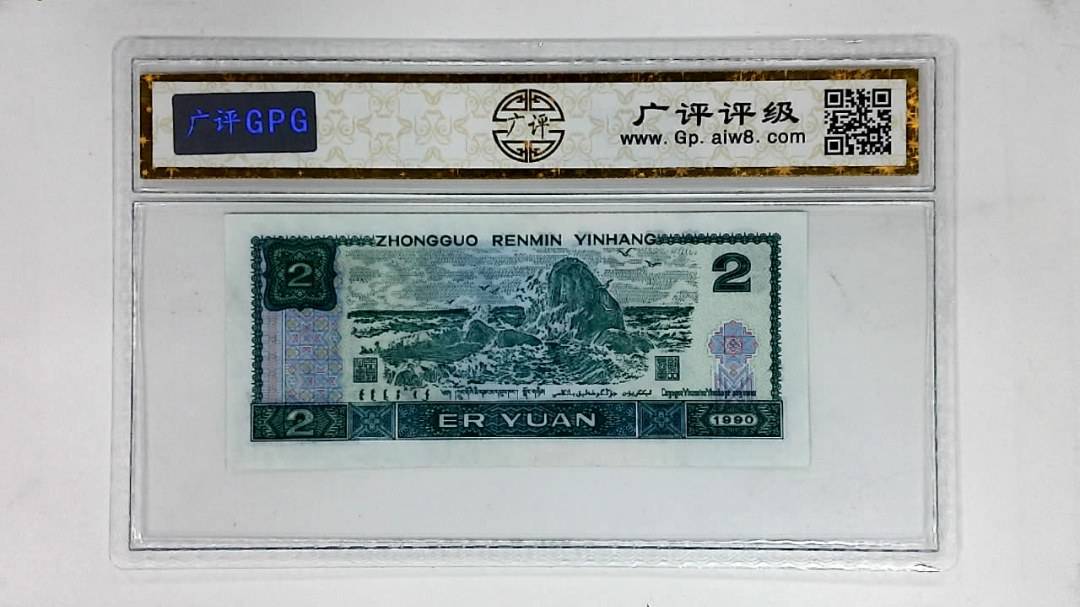 广评GPG
广评
广评评级
www. Gp. aiw8. com
ZHONGGUO RENMIN YINHANG
2
2
2
ER YUAN
1990